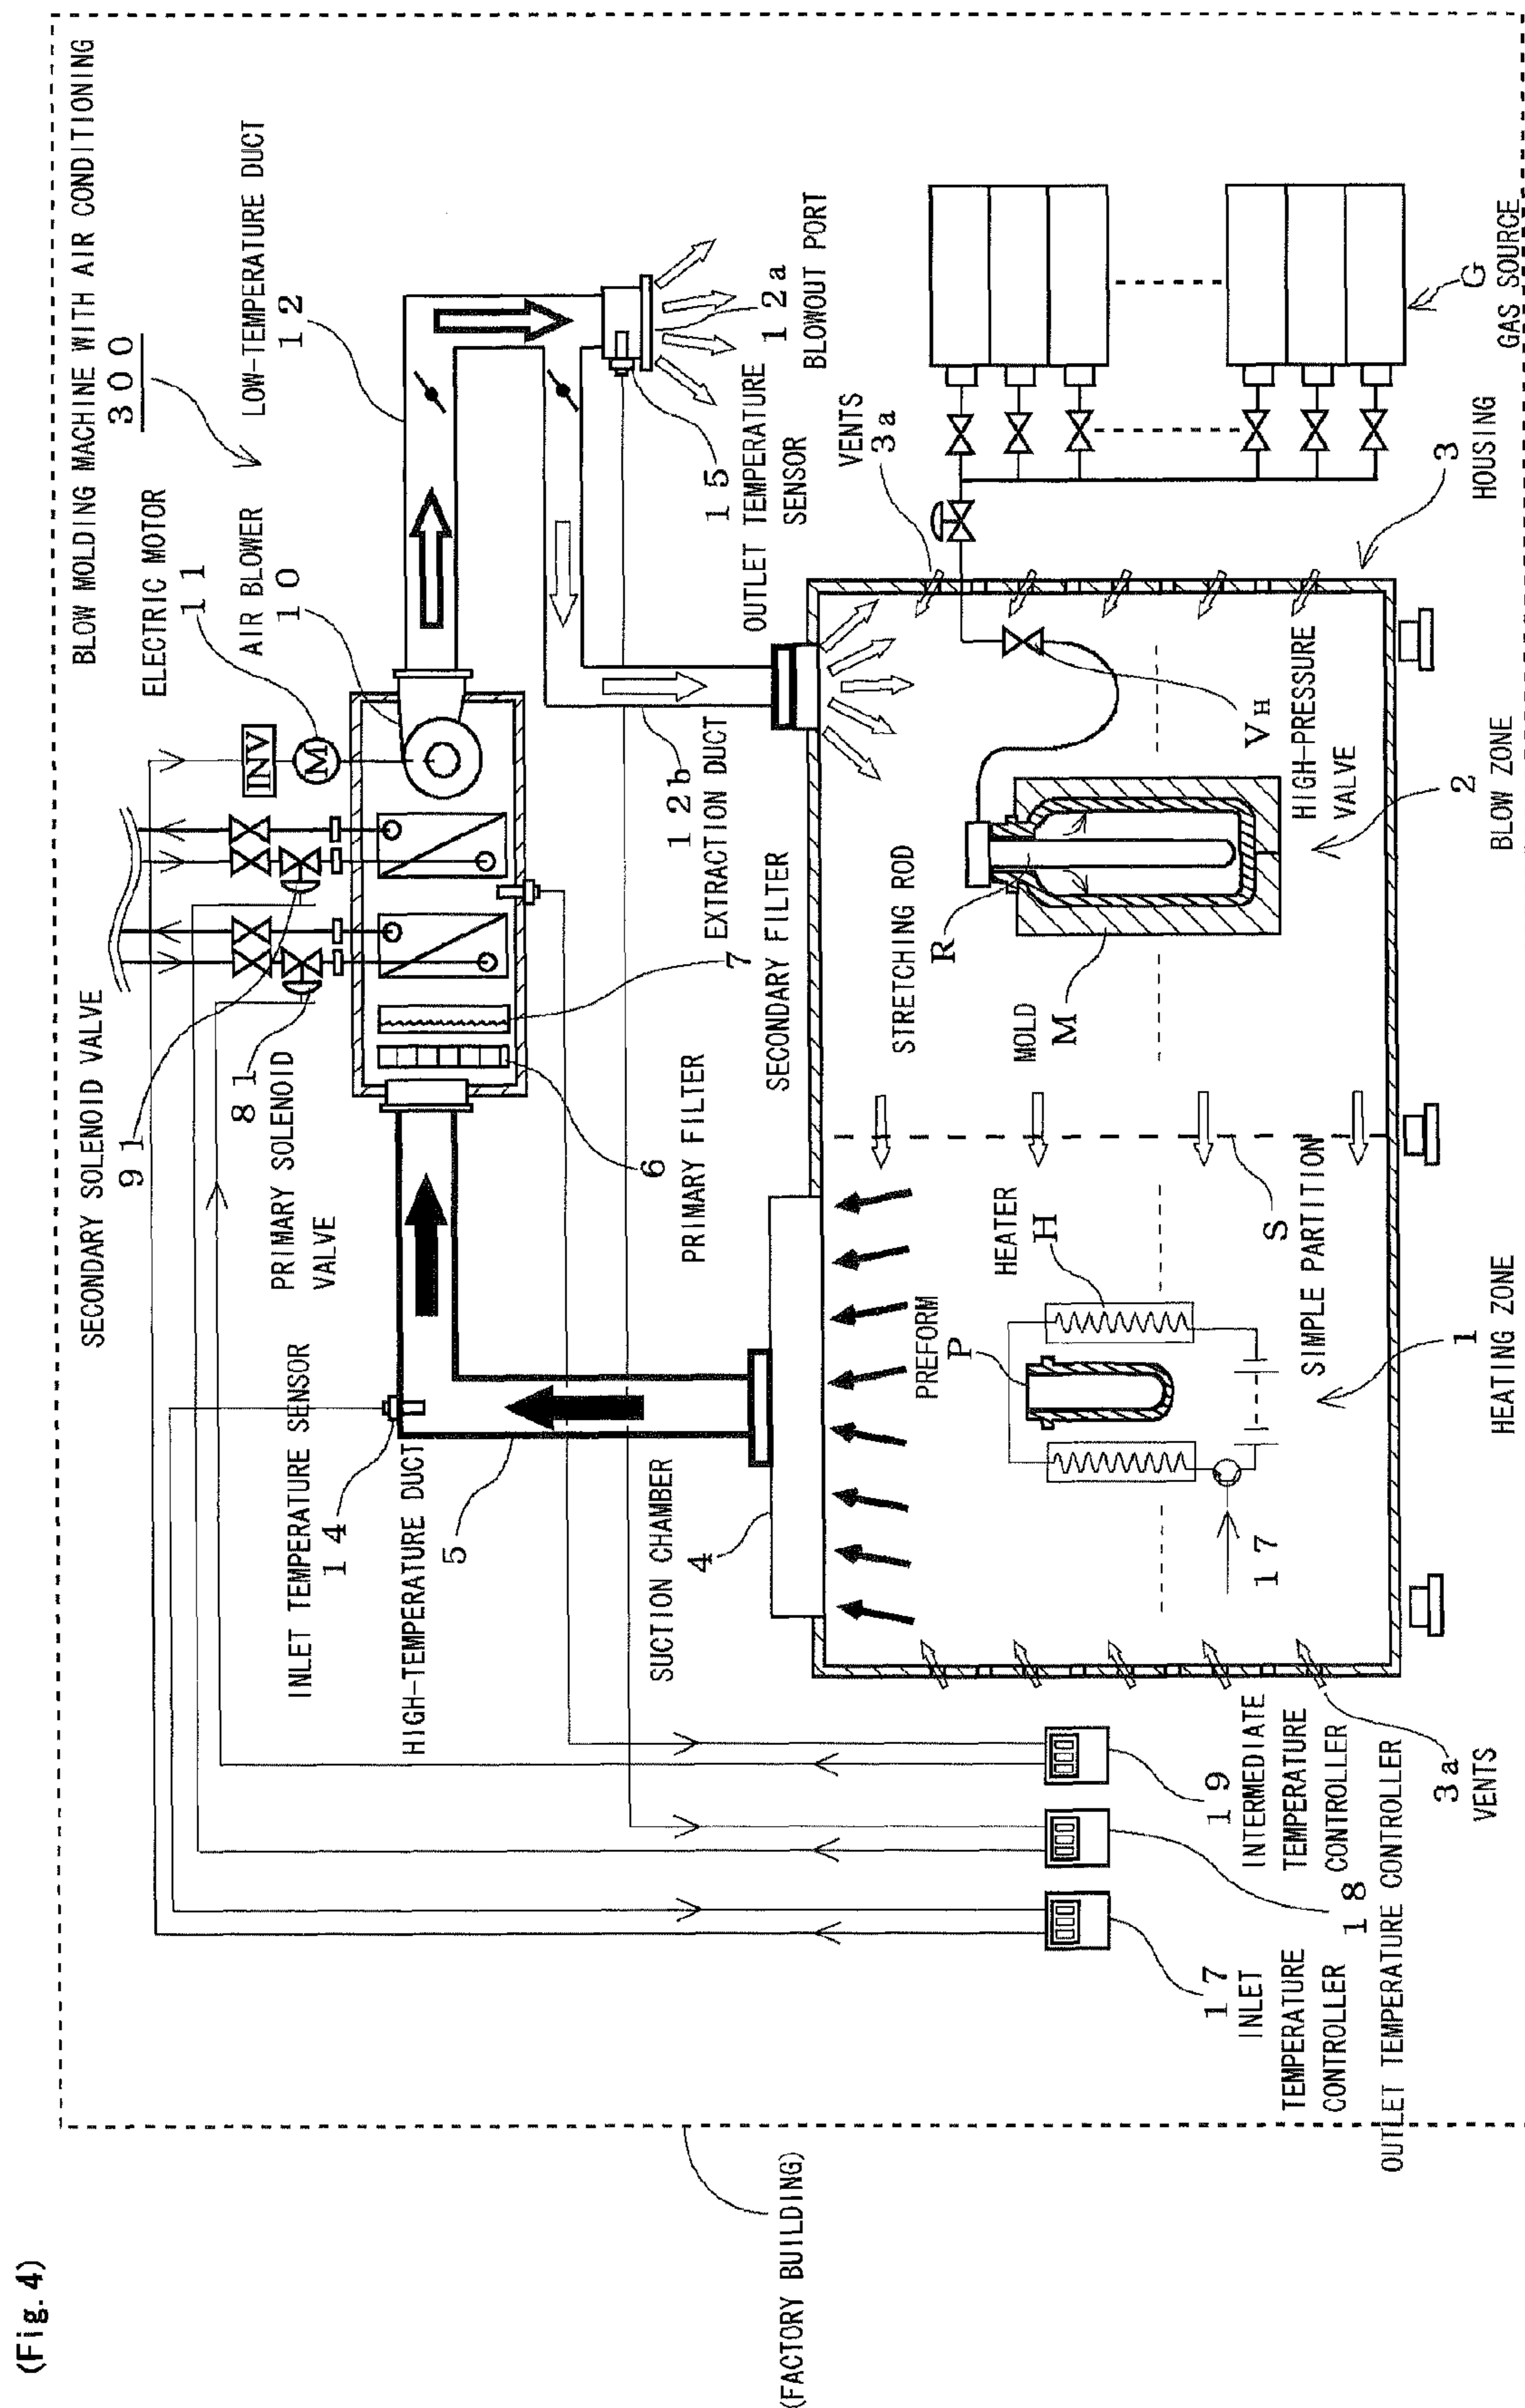 (Fig. 4)
BLOW MOLDING MACHINE WITH AIR CONDITIONING
300
SECONDARY SOLENOID VALVE
91
PRIMARY SOLENOID
VALVE
81
ELECTRIC MOTOR
11
AIR BLOWER
10
LOW-TEMPERATURE DUCT
12
INV
M
INLET TEMPERATURE SENSOR
14
HIGH-TEMPERATURE DUCT
5
SUCTION CHAMBER
4
6
PRIMARY FILTER
7
SECONDARY FILTER
12b
EXTRACTION DUCT
15
OUTLET TEMPERATURE
SENSOR
12a
BLOWOUT PORT
VENTS
3a
PREFORM
P
HEATER
H
STRETCHING ROD
R
MOLD
M
VH
HIGH-PRESSURE
VALVE
17
S
SIMPLE PARTITION
1
HEATING ZONE
2
BLOW ZONE
3
HOUSING
G
GAS SOURCE
17
INLET
TEMPERATURE
CONTROLLER
18
OUTLET TEMPERATURE CONTROLLER
19
INTERMEDIATE
TEMPERATURE
CONTROLLER
3a
VENTS
(FACTORY BUILDING)